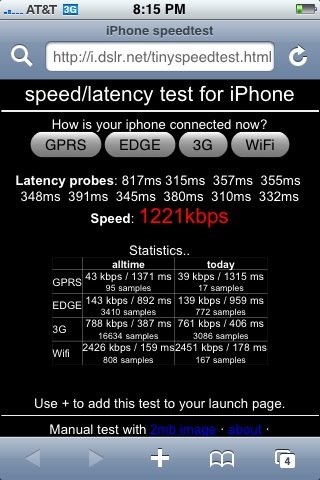 AT&T 3G 8:15 PM
iPhone speedtest
http://i.dslr.net/tinyspeedtest.html
speed/latency test for iPhone
How is your iphone connected now?
GPRS EDGE 3G WiFi
Latency probes: 817ms 315ms 357ms 355ms
348ms 391ms 345ms 380ms 310ms 332ms
Speed: 1221kbps
Statistics..
alltime today
GPRS 43 kbps / 1371 ms 39 kbps / 1315 ms
95 samples 17 samples
EDGE 143 kbps / 892 ms 139 kbps / 959 ms
3410 samples 772 samples
3G 788 kbps / 387 ms 761 kbps / 406 ms
16634 samples 3086 samples
Wifi 2426 kbps / 159 ms 2451 kbps / 178 ms
808 samples 167 samples
Use + to add this test to your launch page.
Manual test with 2mb image · about ·
4